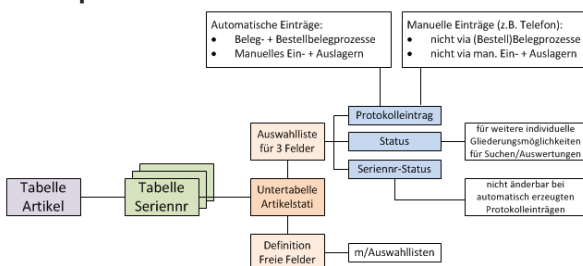 Automatische Einträge:
• Beleg- + Bestellbelegprozesse
• Manuelles Ein- + Auslagern
Manuelle Einträge (z.B. Telefon):
• nicht via (Bestell)Belegprozesse
• nicht via man. Ein- + Auslagern
Protokolleintrag
Auswahlliste
für 3 Felder
Status
für weitere individuelle
Gliederungsmöglichkeiten
für Suchen/Auswertungen
Seriennr-Status
Tabelle
Artikel
Tabelle
Seriennr
Untertabelle
Artikelstati
nicht änderbar bei
automatisch erzeugten
Protokolleinträgen
Definition
Freie Felder
m/Auswahllisten